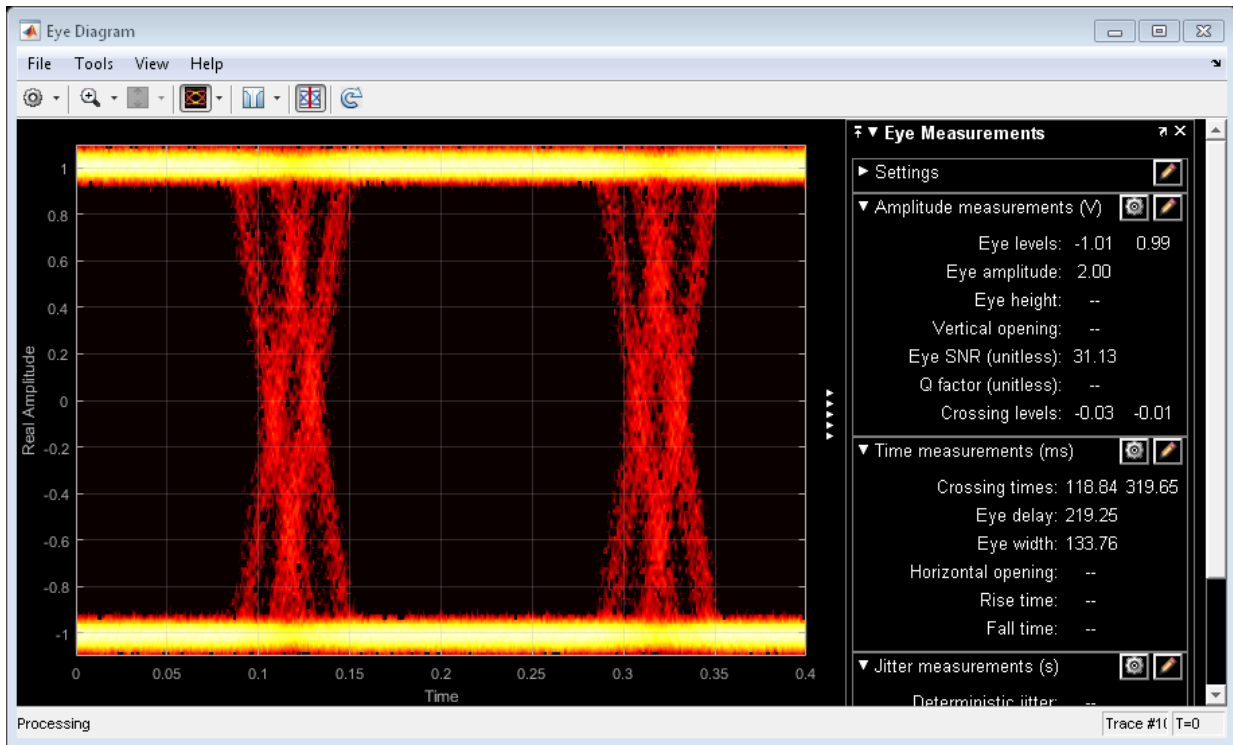 Eye Diagram
File Tools View Help
Eye Measurements
Settings
Amplitude measurements (V)
Eye levels: -1.01 0.99
Eye amplitude: 2.00
Eye height: --
Vertical opening: --
Eye SNR (unitless): 31.13
Q factor (unitless): --
Crossing levels: -0.03 -0.01
Time measurements (ms)
Crossing times: 118.84 319.65
Eye delay: 219.25
Eye width: 133.76
Horizontal opening: --
Rise time: --
Fall time: --
Jitter measurements (s)
Deterministic jitter: --
Real Amplitude
1
0.8
0.6
0.4
0.2
0
-0.2
-0.4
-0.6
-0.8
-1
0 0.05 0.1 0.15 0.2 0.25 0.3 0.35 0.4
Time
Processing
Trace #1 T=0